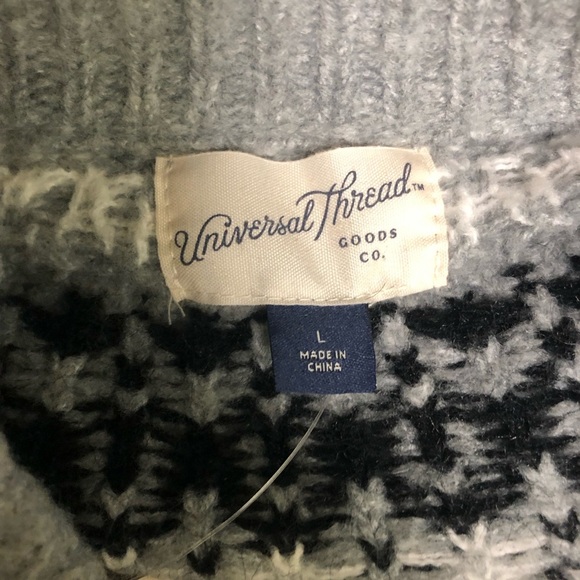 Universal Thread™
GOODS
CO.
L
MADE IN
CHINA